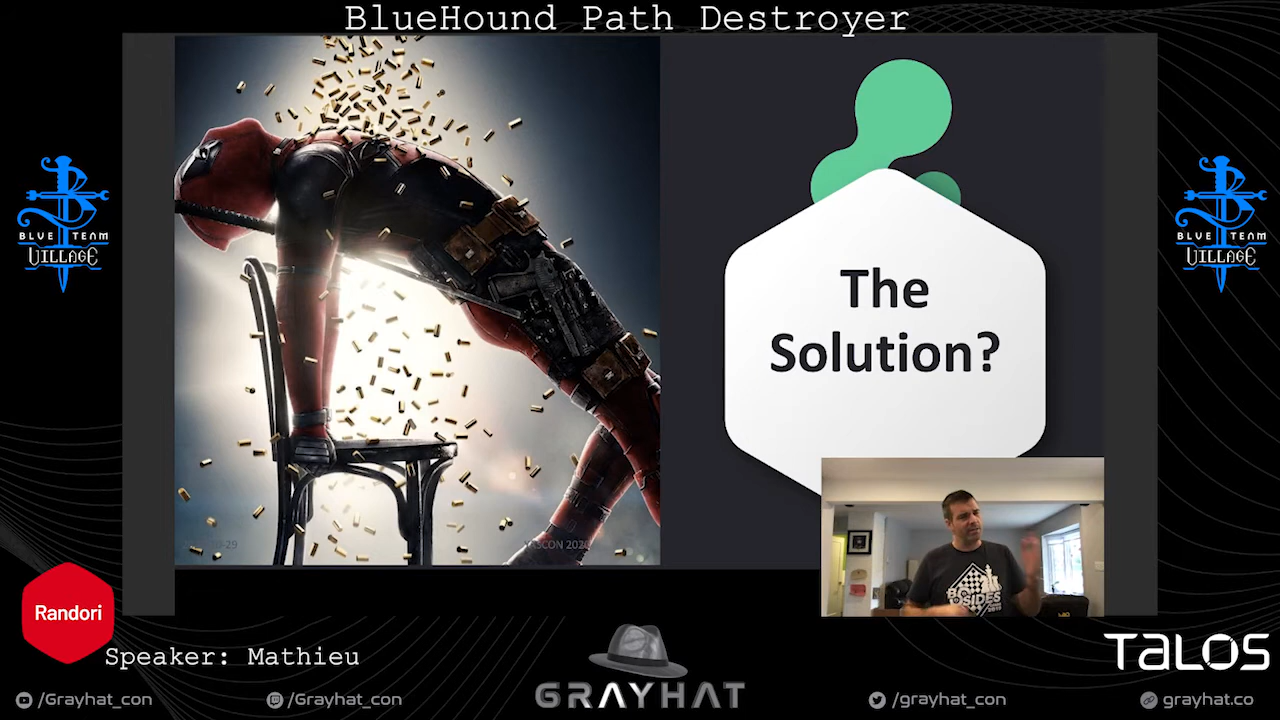 BlueHound Path Destroyer
BLUE TEAM
VILLAGE
The
Solution?
BLUE TEAM
VILLAGE
BSIDES
Randori
Speaker: Mathieu
GRAYHAT
TALOS
/Grayhat_con
/Grayhat_con
/grayhat_con
grayhat.co